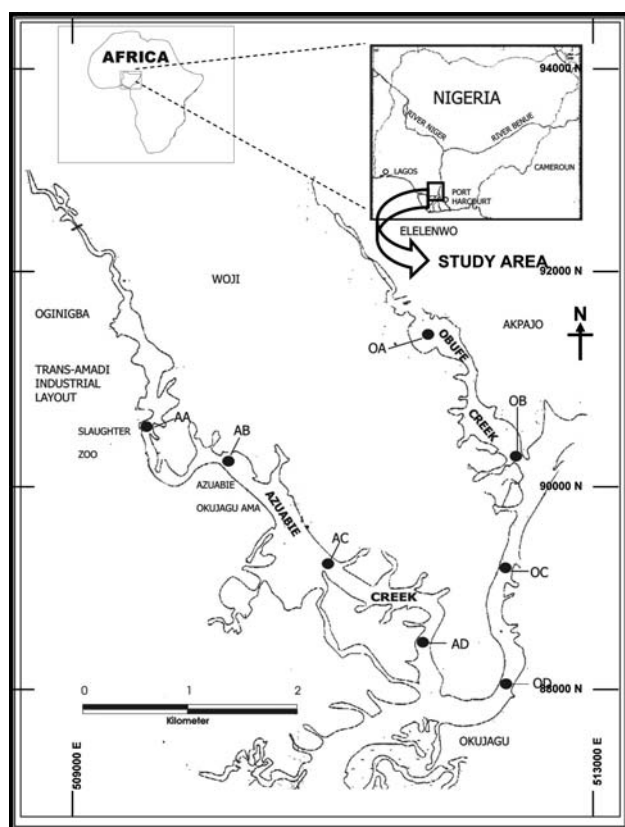 AFRICA
94000 N
NIGERIA
RIVER NIGER
RIVER BENUE
LAGOS
CAMEROUN
PORT
HARCOURT
ELELENWO
STUDY AREA
92000 N
WOJI
OGINIGBA
AKPAJO
N
OA
OBUFE
CREEK
TRANS-AMADI
INDUSTRIAL
LAYOUT
AA
OB
SLAUGHTER
AB
ZOO
AZUABIE
90000 N
OKUJAGU AMA
AZUABIE
AC
OC
CREEK
AD
0 1 2
Kilometer
OD
88000 N
OKUJAGU
509000 E
513000 E